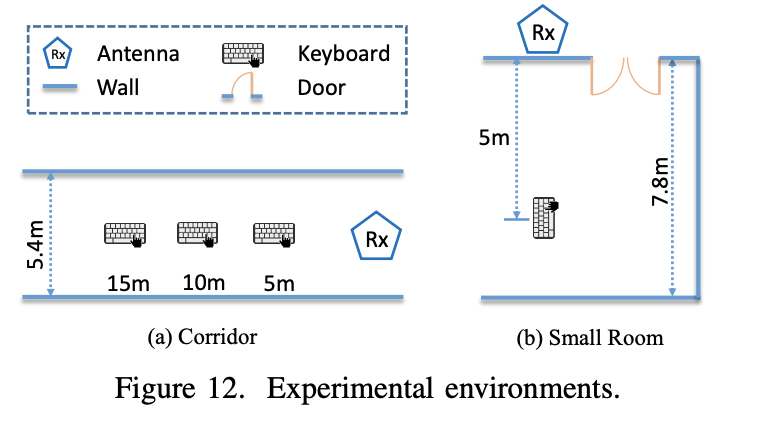 Rx Antenna Keyboard
Wall Door
5.4m
15m 10m 5m
Rx
(a) Corridor
Rx
5m
7.8m
(b) Small Room
Figure 12. Experimental environments.